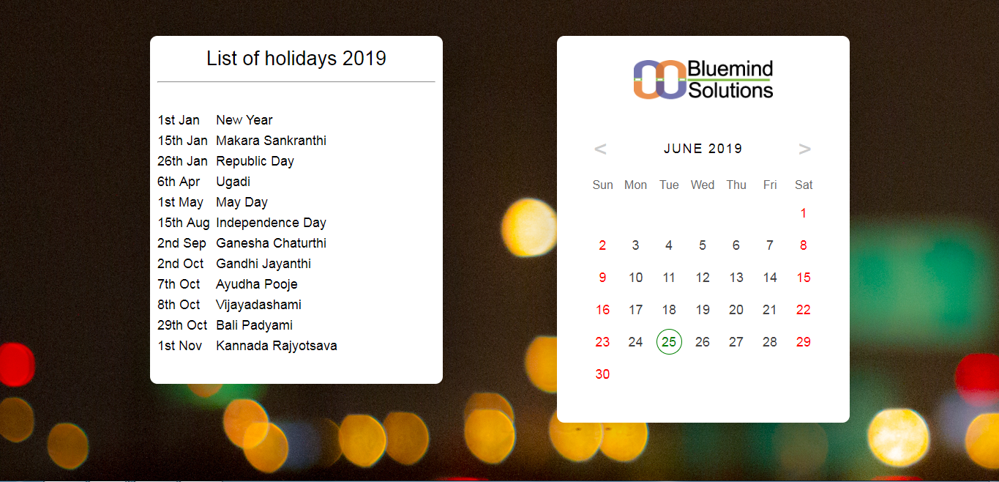 List of holidays 2019
1st Jan New Year
15th Jan Makara Sankranthi
26th Jan Republic Day
6th Apr Ugadi
1st May May Day
15th Aug Independence Day
2nd Sep Ganesha Chaturthi
2nd Oct Gandhi Jayanthi
7th Oct Ayudha Pooje
8th Oct Vijayadashami
29th Oct Bali Padyami
1st Nov Kannada Rajyotsava
Bluemind
Solutions
< JUNE 2019 >
Sun Mon Tue Wed Thu Fri Sat
1
2 3 4 5 6 7 8
9 10 11 12 13 14 15
16 17 18 19 20 21 22
23 24 25 26 27 28 29
30